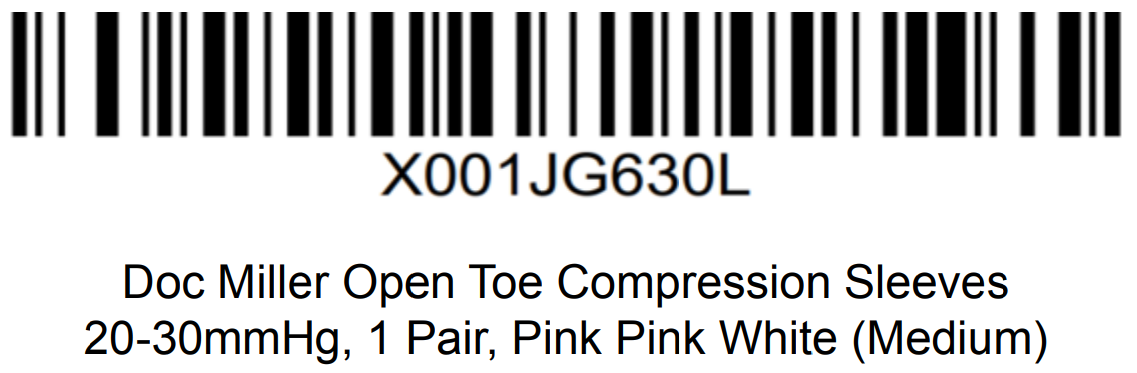 X001JG630L
Doc Miller Open Toe Compression Sleeves
20-30mmHg, 1 Pair, Pink Pink White (Medium)